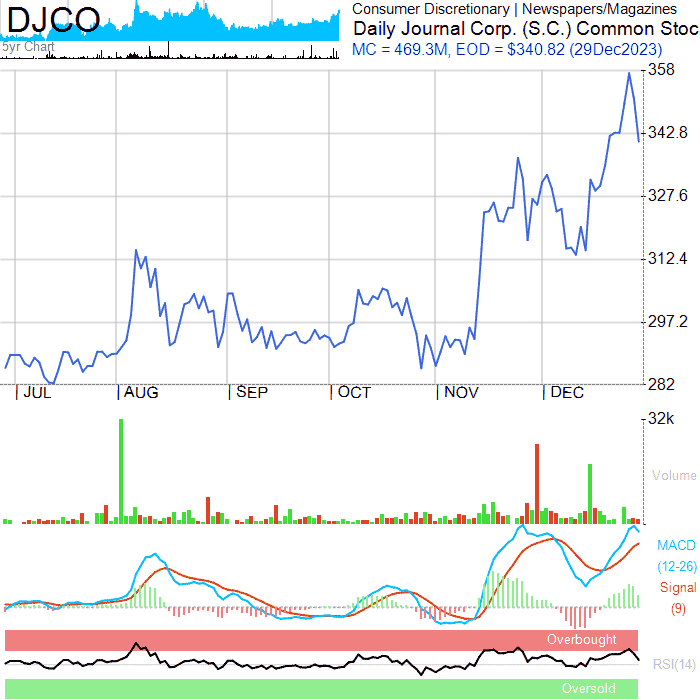 DJCO
5yr Chart
Consumer Discretionary | Newspapers/Magazines
Daily Journal Corp. (S.C.) Common Stoc
MC = 469.3M, EOD = $340.82 (29Dec2023)
358
342.8
327.6
312.4
297.2
282
JUL AUG SEP OCT NOV DEC
32k
Volume
MACD
(12-26)
Signal
(9)
Overbought
RSI(14)
Oversold